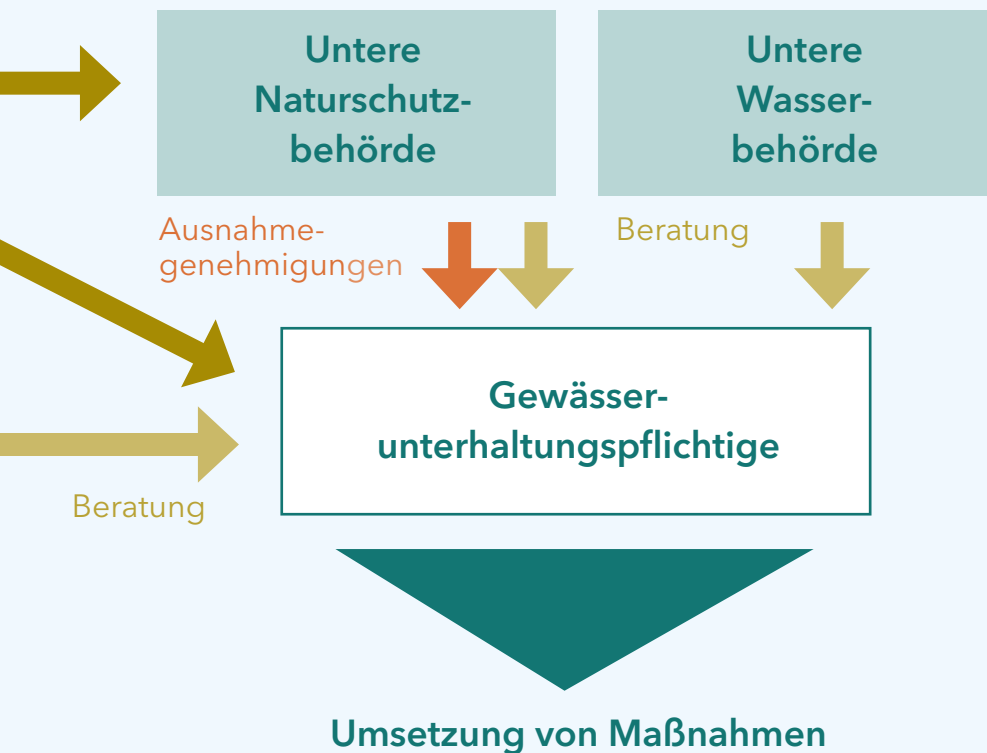 Untere
Naturschutz-
behörde
Untere
Wasser-
behörde
Ausnahme-
genehmigungen
Beratung
Gewässer-
unterhaltungspflichtige
Beratung
Umsetzung von Maßnahmen